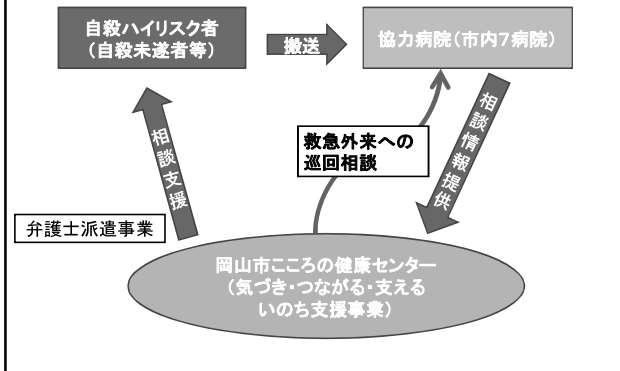 自殺ハイリスク者
（自殺未遂者等）
搬送
協力病院（市内７病院）
救急外来への
巡回相談
相談情報提供
相談支援
弁護士派遣事業
岡山市こころの健康センター
（気づき・つながる・支える
いのち支援事業）